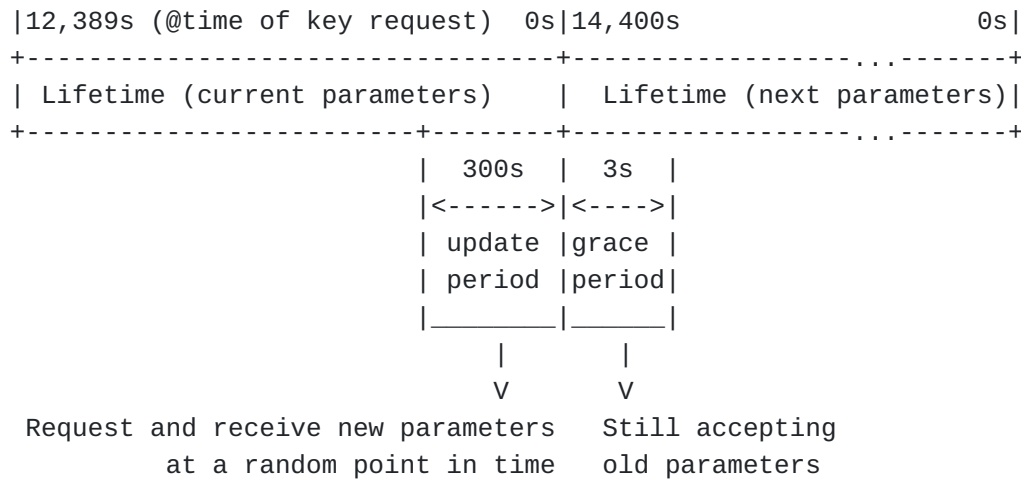 |12,389s (@time of key request)  0s|14,400s                   0s|
+----------------------------------+------------------...-------+
| Lifetime (current parameters)    |  Lifetime (next parameters)|
+-------------------------+--------+------------------...-------+
                          |  300s  |  3s  |
                          |<------>|<---->|
                          | update |grace |
                          | period |period|
                          |________|______|
                               |       |
                               V       V
 Request and receive new parameters   Still accepting
          at a random point in time   old parameters